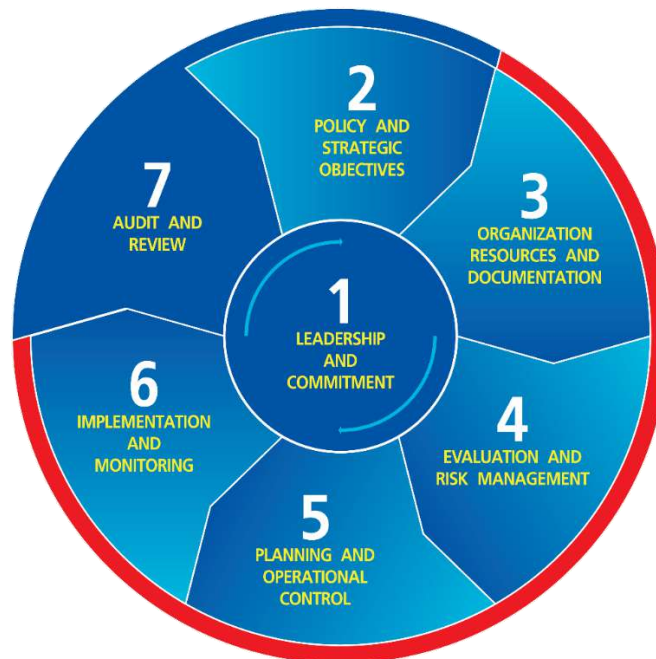 1
LEADERSHIP
AND
COMMITMENT
2
POLICY AND
STRATEGIC
OBJECTIVES
3
ORGANIZATION
RESOURCES AND
DOCUMENTATION
4
EVALUATION AND
RISK MANAGEMENT
5
PLANNING AND
OPERATIONAL
CONTROL
6
IMPLEMENTATION
AND
MONITORING
7
AUDIT AND
REVIEW